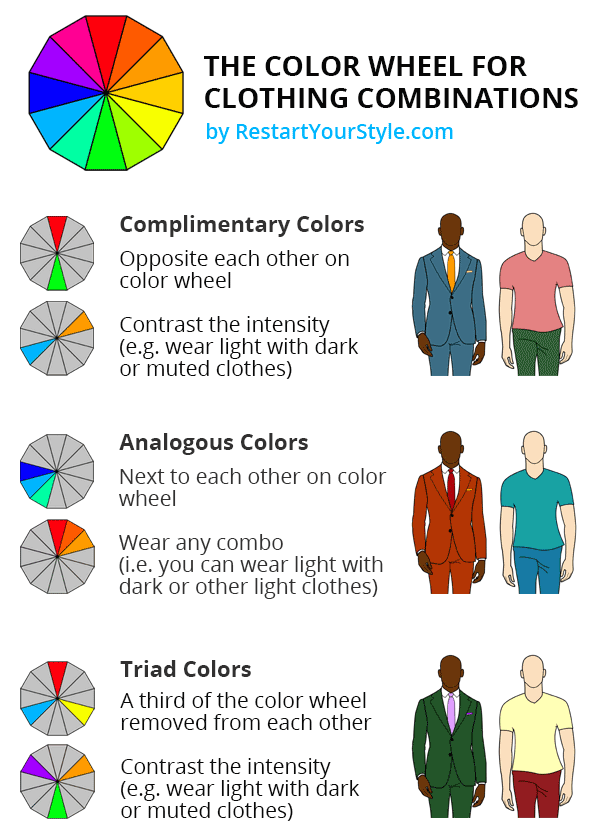 THE COLOR WHEEL FOR
CLOTHING COMBINATIONS
by RestartYourStyle.com
Complimentary Colors
Opposite each other on
color wheel
Contrast the intensity
(e.g. wear light with dark
or muted clothes)
Analogous Colors
Next to each other on color
wheel
Wear any combo
(i.e. you can wear light with
dark or other light clothes)
Triad Colors
A third of the color wheel
removed from each other
Contrast the intensity
(e.g. wear light with dark
or muted clothes)